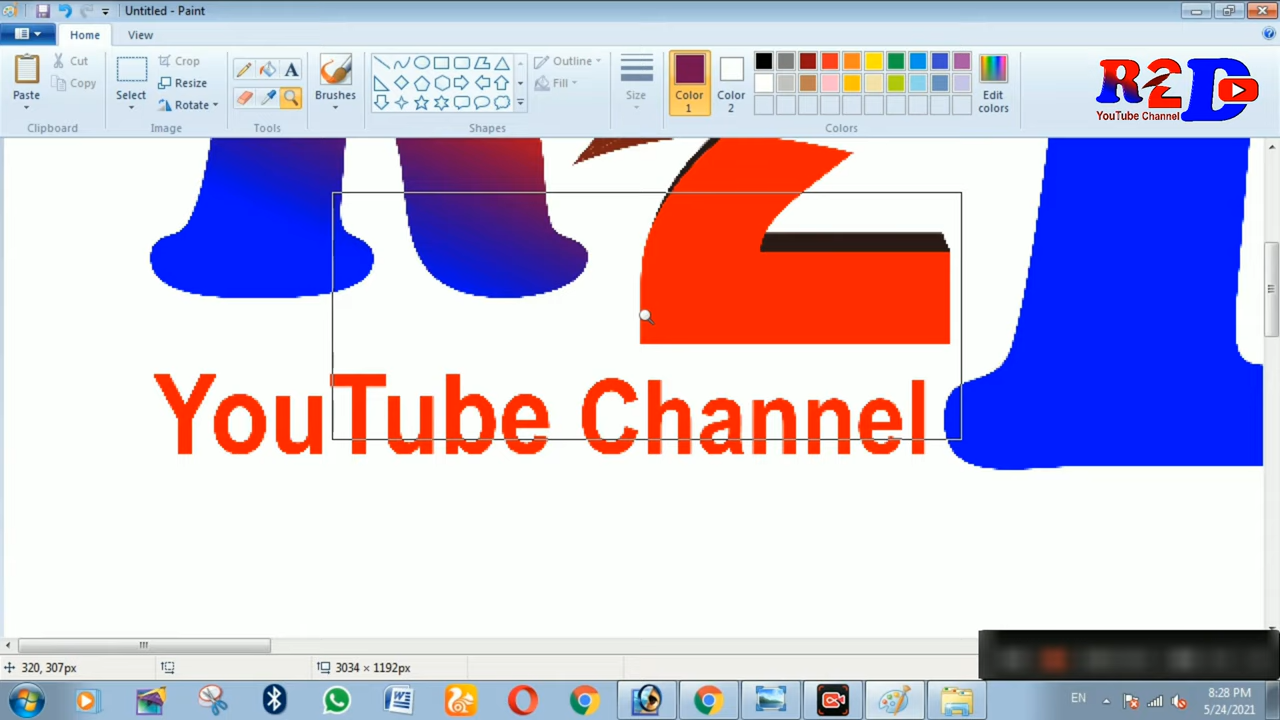 Untitled - Paint
Home View
Paste
Cut
Copy
Clipboard
Select
Crop
Resize
Rotate
Image
Tools
Brushes
Outline
Fill
Shapes
Size
Color 1
Color 2
Edit colors
Colors
R2D
YouTube Channel
R2D
YouTube Channel
320, 307px
3034 × 1192px
EN
8:28 PM
5/24/2021